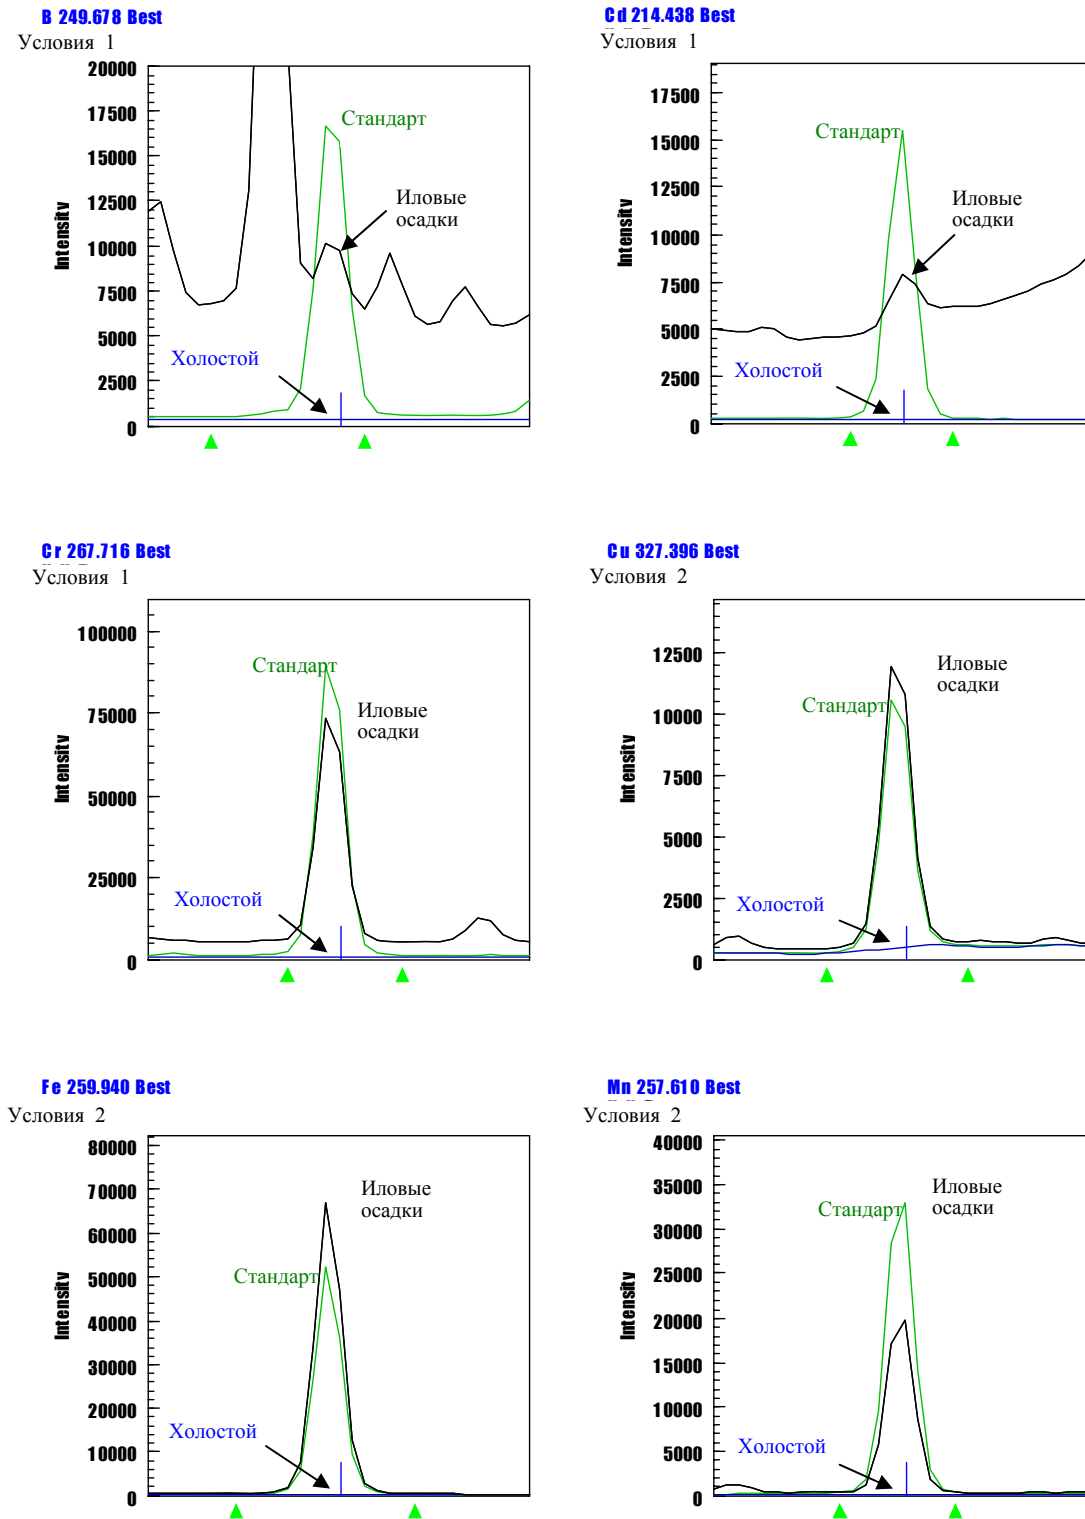 B 249.678 Best
Условия 1
20000
17500
15000
12500
10000
7500
5000
2500
0
Intensity
Стандарт
Иловые
осадки
Холостой
Cd 214.438 Best
Условия 1
17500
15000
12500
10000
7500
5000
2500
0
Intensity
Стандарт
Иловые
осадки
Холостой
Cr 267.716 Best
Условия 1
100000
75000
50000
25000
0
Intensity
Стандарт
Иловые
осадки
Холостой
Cu 327.396 Best
Условия 2
12500
10000
7500
5000
2500
0
Intensity
Стандарт
Иловые
осадки
Холостой
Fe 259.940 Best
Условия 2
80000
70000
60000
50000
40000
30000
20000
10000
0
Intensity
Стандарт
Иловые
осадки
Холостой
Mn 257.610 Best
Условия 2
40000
35000
30000
25000
20000
15000
10000
5000
0
Intensity
Стандарт
Иловые
осадки
Холостой